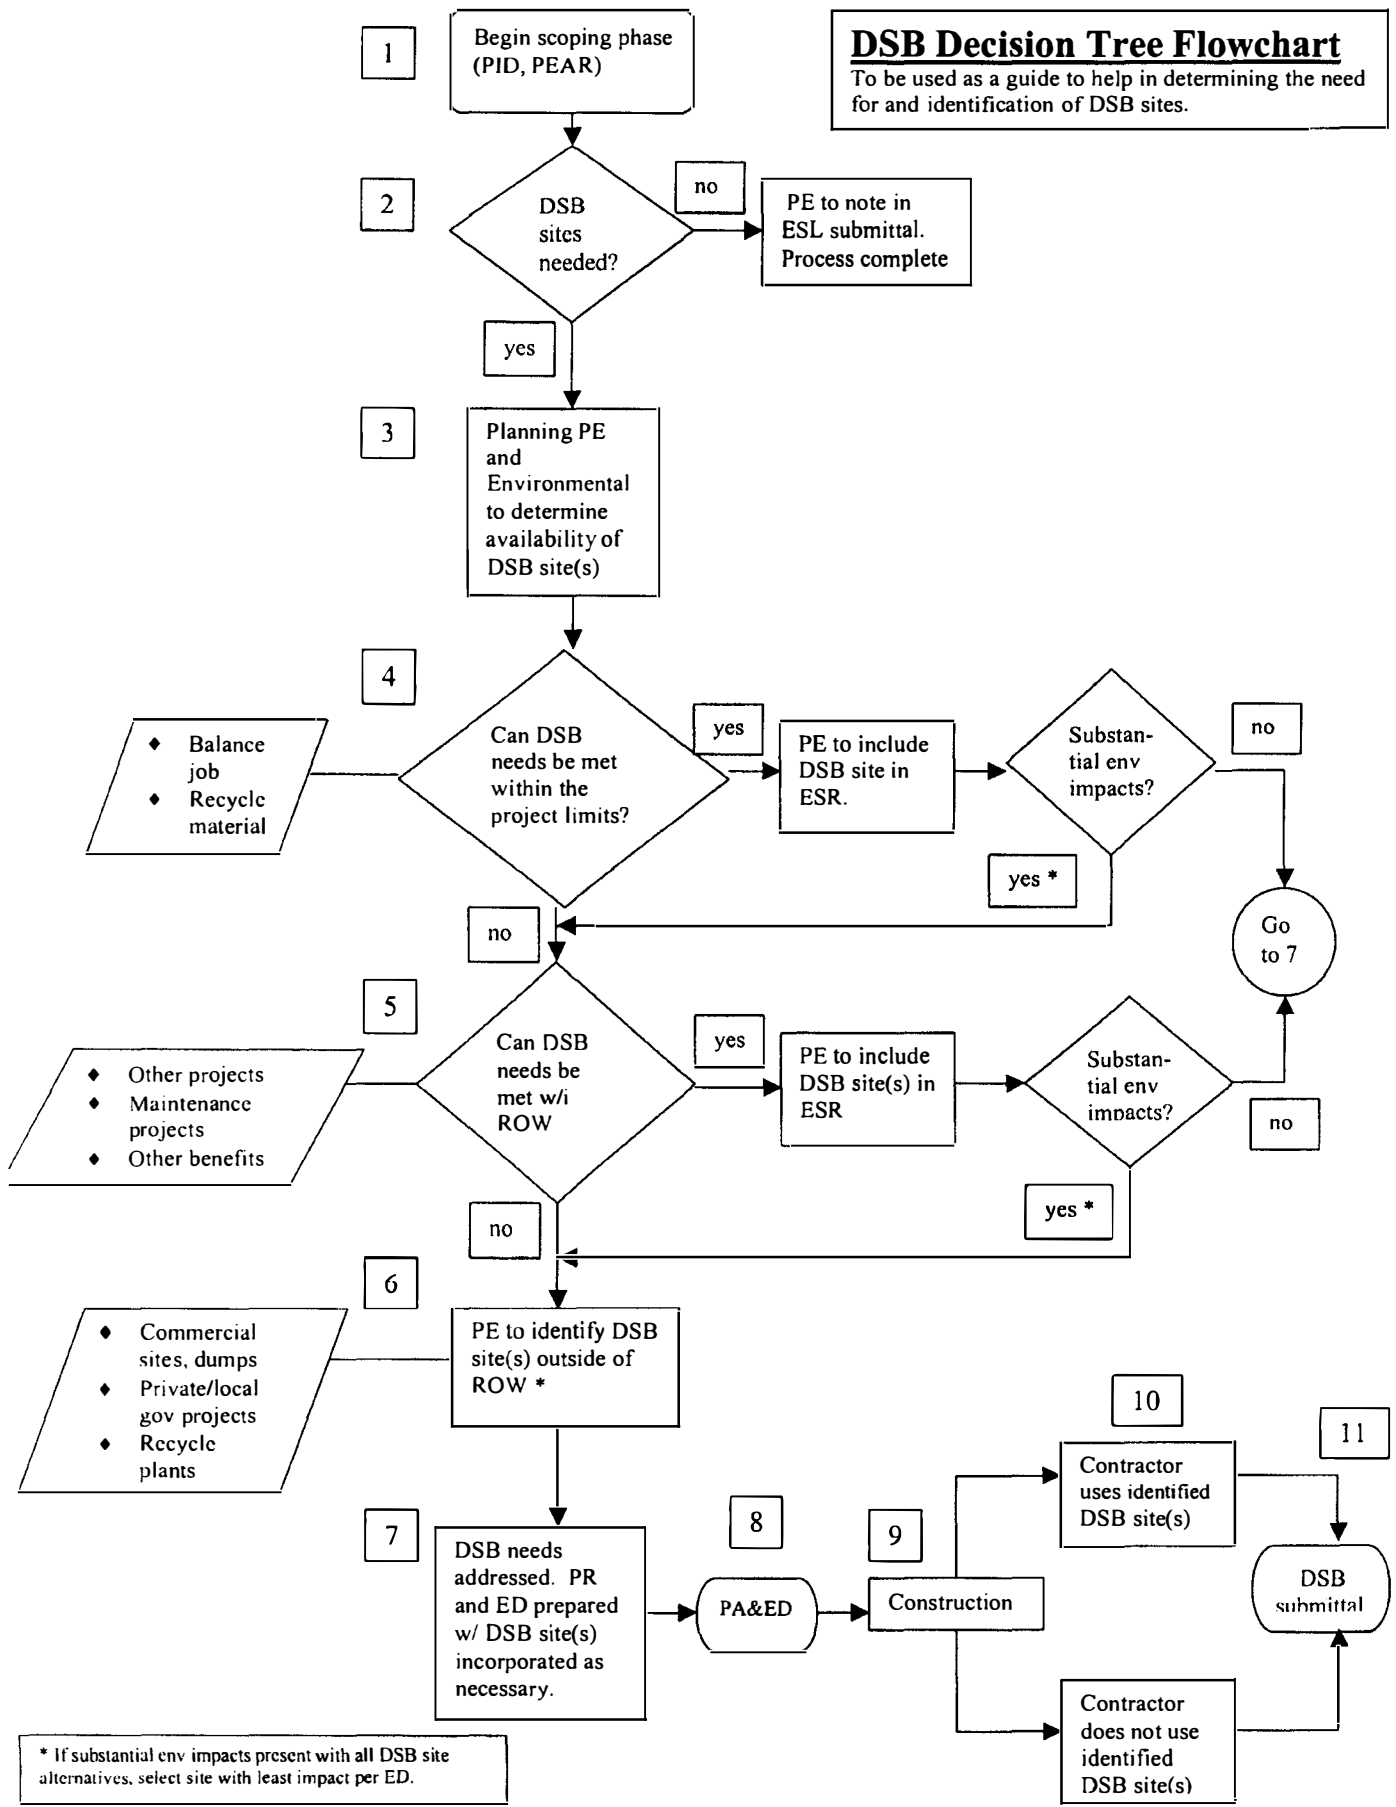 DSB Decision Tree Flowchart
To be used as a guide to help in determining the need
for and identification of DSB sites.
1
Begin scoping phase
(PID, PEAR)
2
DSB
sites
needed?
no
PE to note in
ESL submittal.
Process complete
yes
3
Planning PE
and
Environmental
to determine
availability of
DSB site(s)
4
♦ Balance
job
♦ Recycle
material
Can DSB
needs be met
within the
project limits?
yes
PE to include
DSB site in
ESR.
Substan-
tial env
impacts?
no
yes *
no
Go
to 7
5
♦ Other projects
♦ Maintenance
projects
♦ Other benefits
Can DSB
needs be
met w/i
ROW
yes
PE to include
DSB site(s) in
ESR
Substan-
tial env
impacts?
no
yes *
no
6
♦ Commercial
sites, dumps
♦ Private/local
gov projects
♦ Recycle
plants
PE to identify DSB
site(s) outside of
ROW *
7
DSB needs
addressed. PR
and ED prepared
w/ DSB site(s)
incorporated as
necessary.
8
PA&ED
9
Construction
10
Contractor
uses identified
DSB site(s)
11
DSB
submittal
Contractor
does not use
identified
DSB site(s)
* If substantial env impacts present with all DSB site
alternatives, select site with least impact per ED.